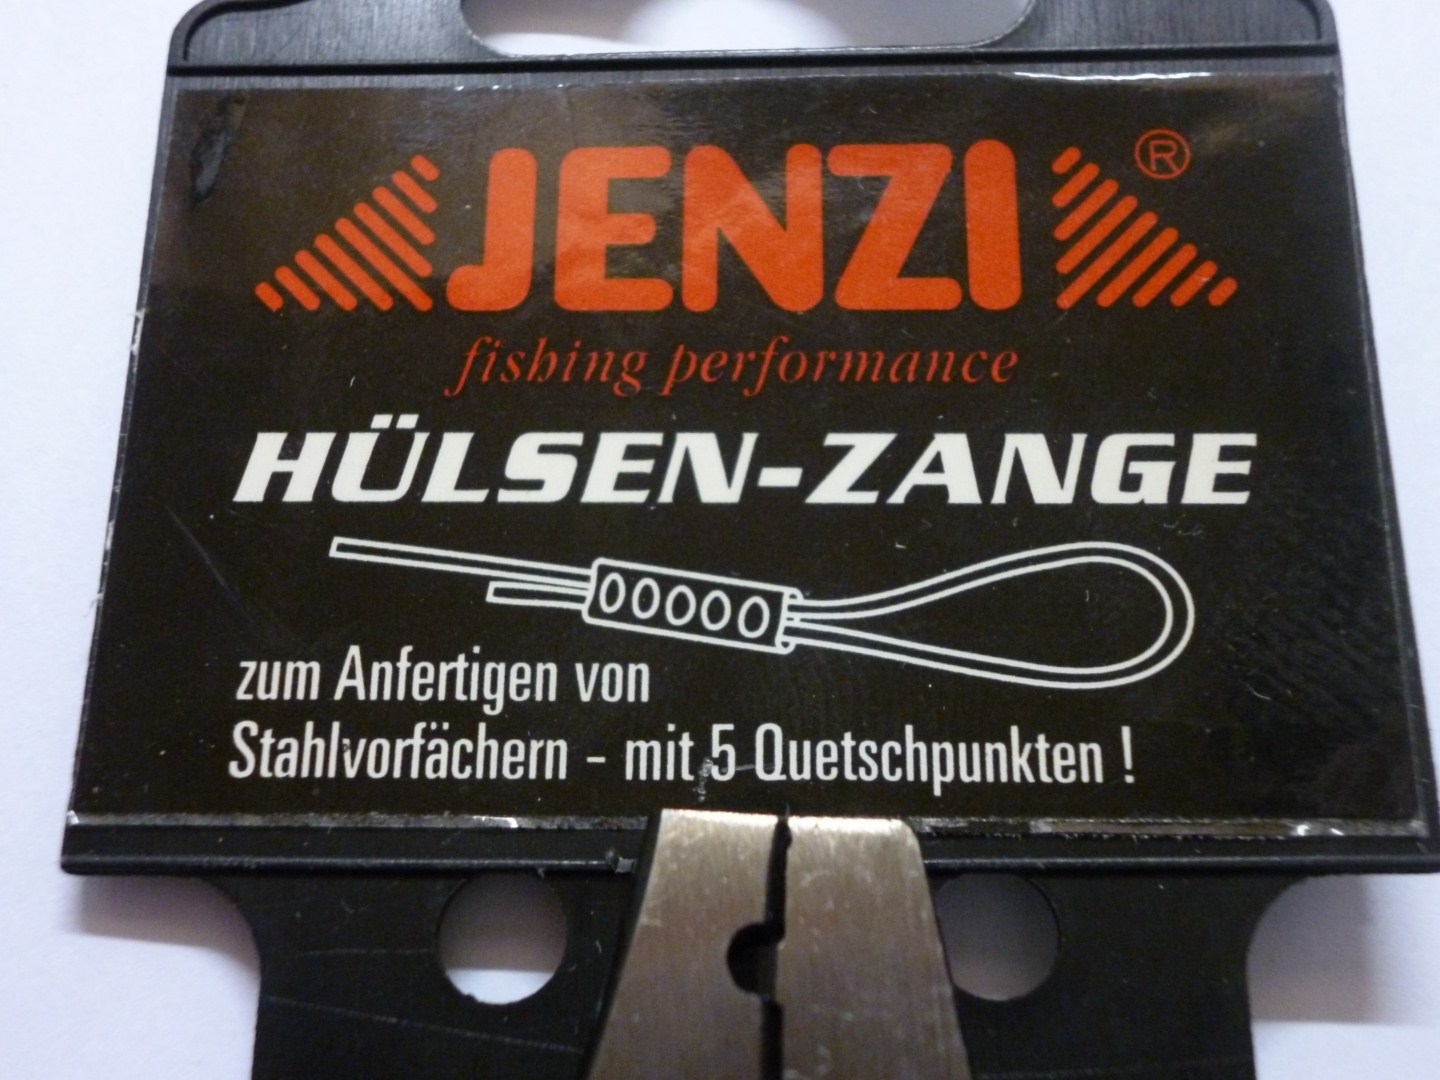 JENZI ®
fishing performance
HÜLSEN-ZANGE
zum Anfertigen von
Stahlvorfächern - mit 5 Quetschpunkten !